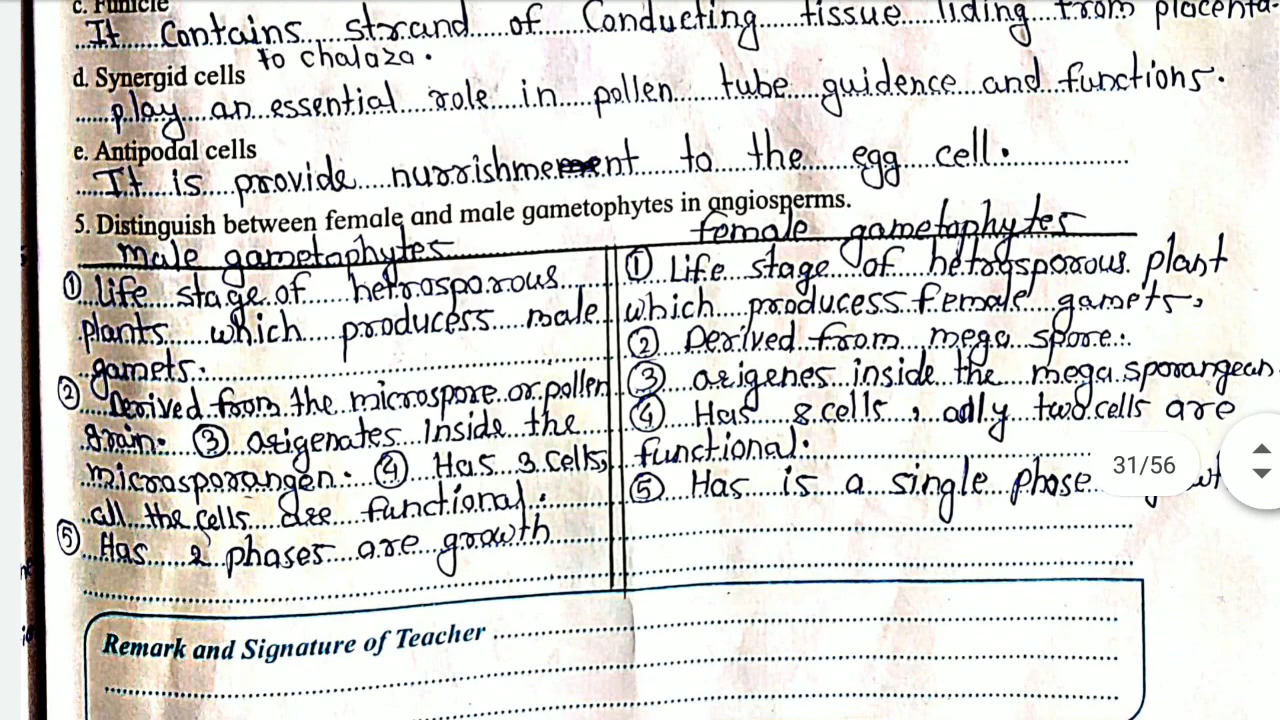 c. Funicle
It Contains strand of Conducting tissue liding from placenta-
to chalaza.
d. Synergid cells
play an essential role in pollen tube guidence and functions.
e. Antipodal cells
It is provide nurrishment to the egg cell.
5. Distinguish between female and male gametophytes in angiosperms.
male gametophytes
① life stage of hetrosporous
plants which producess male
gamets.
② Derived from the microspore or pollen
grain. ③ origenates Inside the
microsporangen. ④ Has 3 cells,
all the cells are functional.
⑤ Has 2 phases are growth
female gametophytes
① Life stage of hetrosporous plant
which producess female gamets,
② Derived from mega spore.
③ origenes inside the mega sporangean
④ Has 8 cells, only two cells are
functional.
⑤ Has is a single phase
31/56
Remark and Signature of Teacher